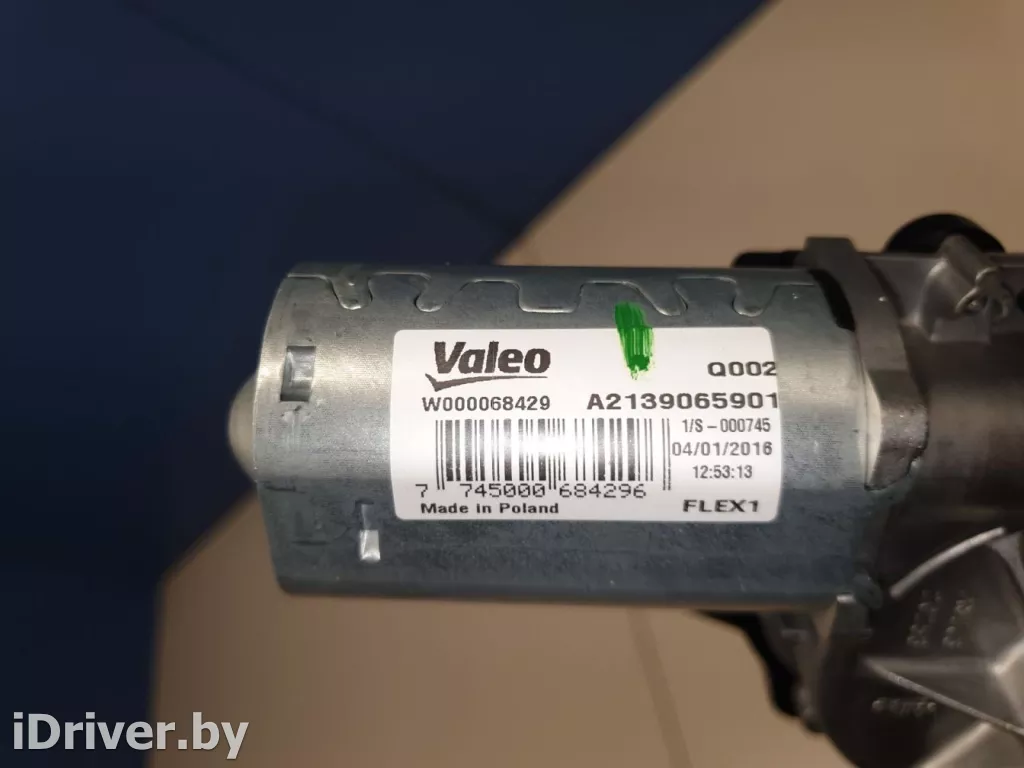 Valeo
Q002
W000068429 A2139065901
1/S-000745
04/01/2016
12:53:13
7 745000 684296
Made in Poland
FLEX1
iDriver.by